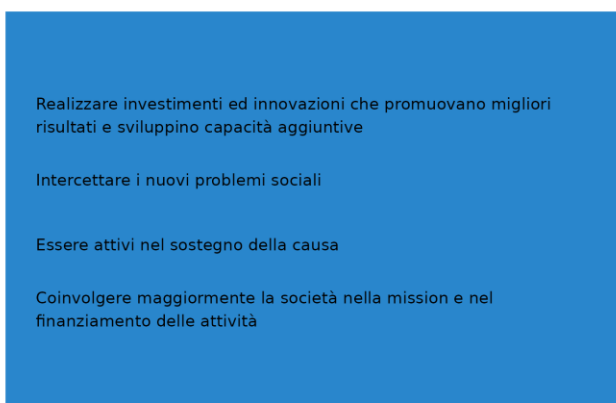 Realizzare investimenti ed innovazioni che promuovano migliori
risultati e sviluppino capacità aggiuntive
Intercettare i nuovi problemi sociali
Essere attivi nel sostegno della causa
Coinvolgere maggiormente la società nella mission e nel
finanziamento delle attività